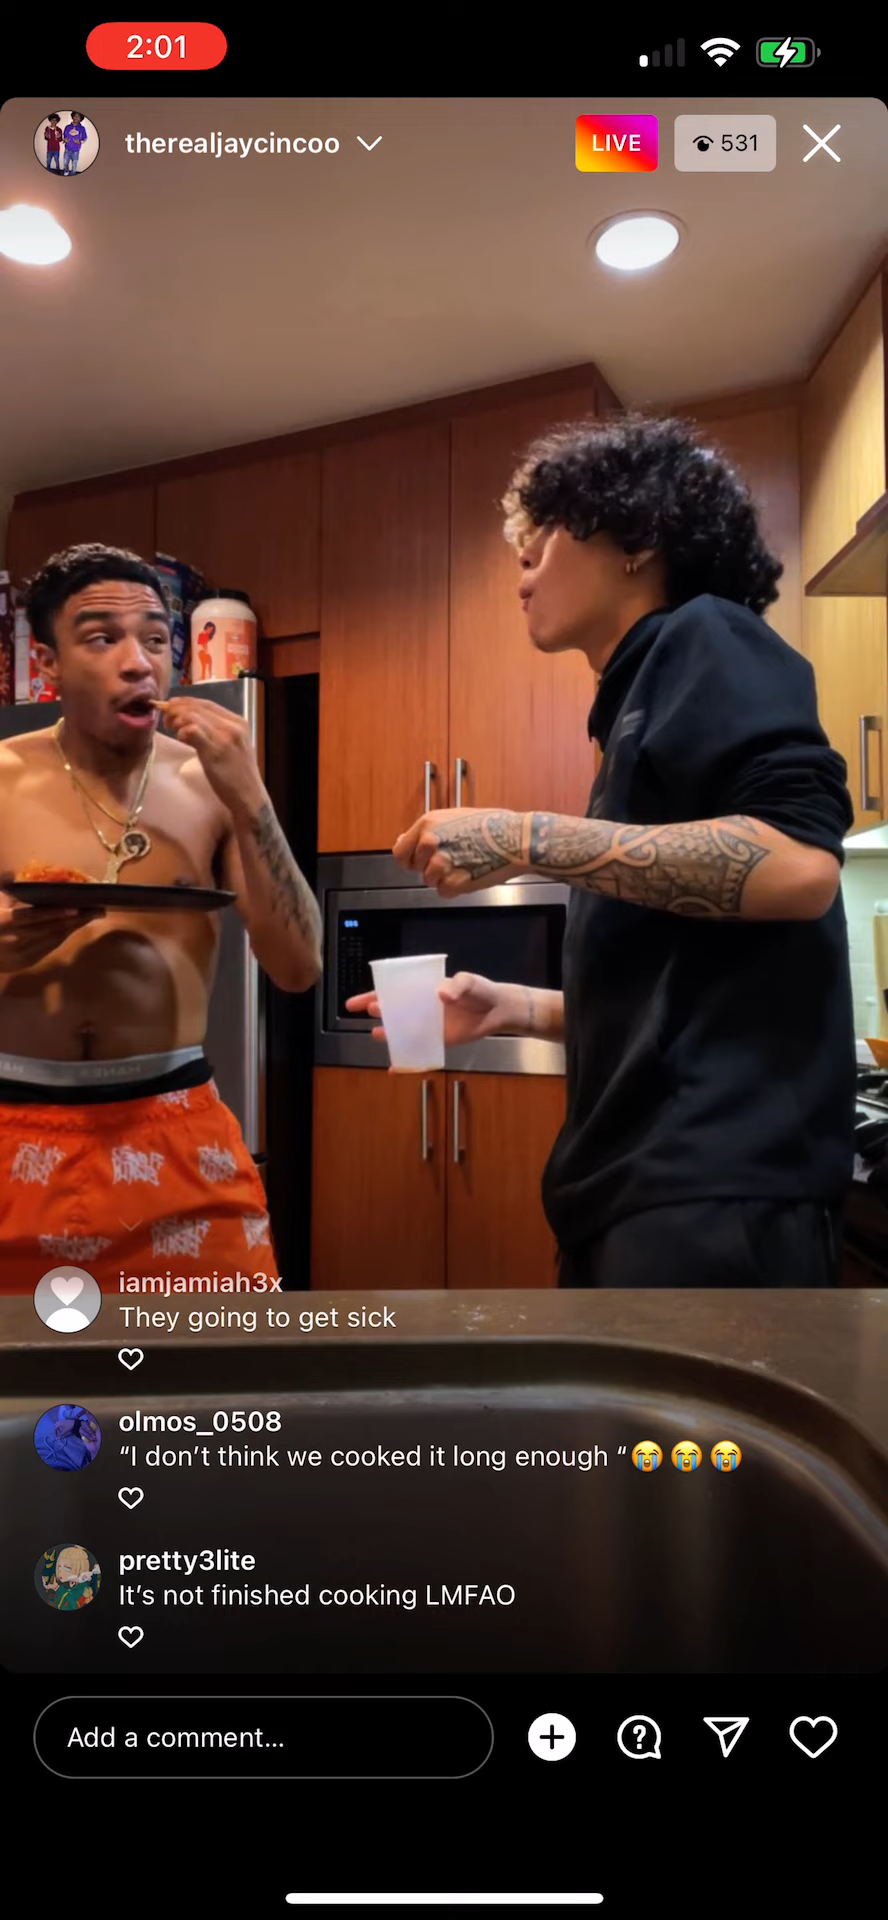 2:01
therealjaycincoo
LIVE
531
iamjamiah3x
They going to get sick
olmos_0508
“I don’t think we cooked it long enough “😭😭😭
pretty3lite
It’s not finished cooking LMFAO
Add a comment...